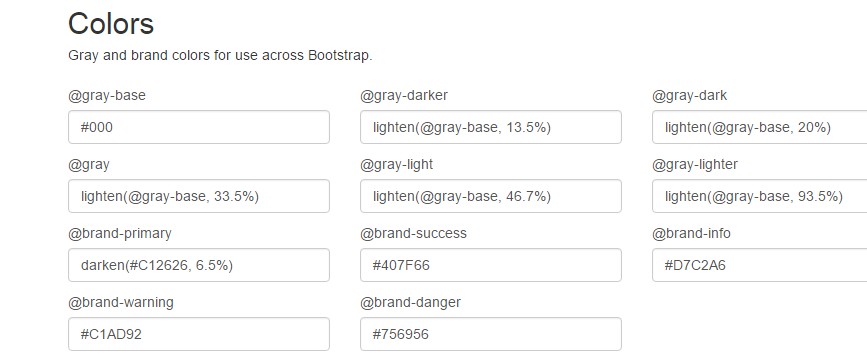 Colors
Gray and brand colors for use across Bootstrap.
@gray-base @gray-darker @gray-dark
#000 lighten(@gray-base, 13.5%) lighten(@gray-base, 20%)
@gray @gray-light @gray-lighter
lighten(@gray-base, 33.5%) lighten(@gray-base, 46.7%) lighten(@gray-base, 93.5%)
@brand-primary @brand-success @brand-info
darken(#C12626, 6.5%) #407F66 #D7C2A6
@brand-warning @brand-danger
#C1AD92 #756956